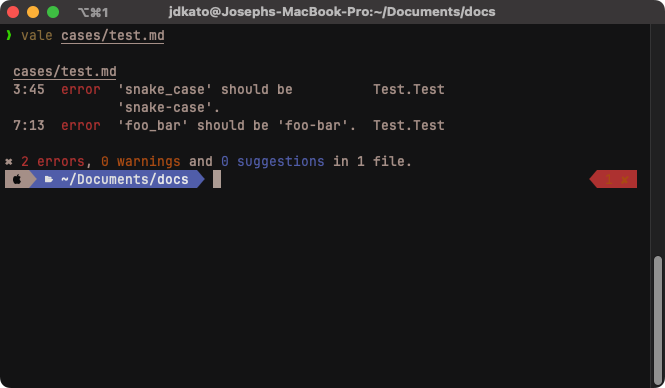 ⌥⌘1 jdkato@Josephs-MacBook-Pro:~/Documents/docs
❯ vale cases/test.md
cases/test.md
3:45 error 'snake_case' should be Test.Test
'snake-case'.
7:13 error 'foo_bar' should be 'foo-bar'. Test.Test
✖ 2 errors, 0 warnings and 0 suggestions in 1 file.
~/Documents/docs 1 ✘